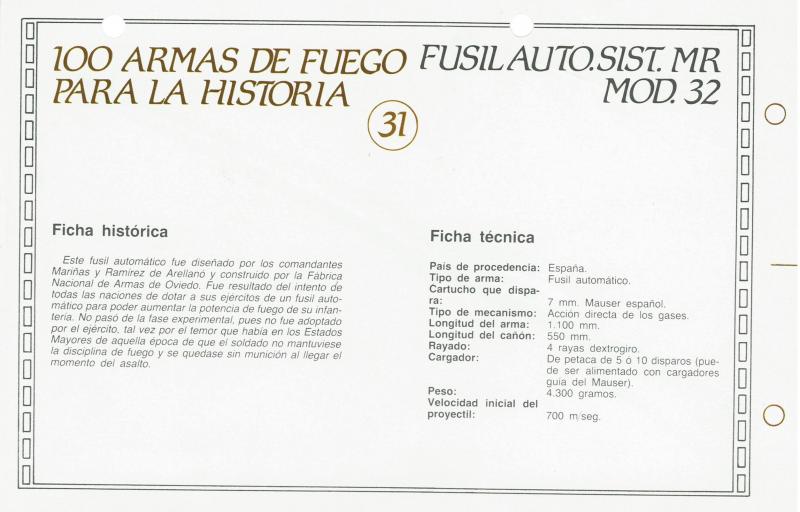 100 ARMAS DE FUEGO
PARA LA HISTORIA
31
FUSIL AUTO. SIST. MR
MOD. 32
Ficha histórica
Este fusil automático fue diseñado por los comandantes
Mariñas y Ramírez de Arellanó y construido por la Fábrica
Nacional de Armas de Oviedo. Fue resultado del intento de
todas las naciones de dotar a sus ejércitos de un fusil auto-
mático para poder aumentar la potencia de fuego de su infan-
tería. No pasó de la fase experimental, pues no fue adoptado
por el ejército, tal vez por el temor que había en los Estados
Mayores de aquella época de que el soldado no mantuviese
la disciplina de fuego y se quedase sin munición al llegar el
momento del asalto.
Ficha técnica
País de procedencia: España.
Tipo de arma: Fusil automático.
Cartucho que dispa-
ra: 7 mm. Mauser español.
Tipo de mecanismo: Acción directa de los gases.
Longitud del arma: 1.100 mm.
Longitud del cañón: 550 mm.
Rayado: 4 rayas dextrogiro.
Cargador: De petaca de 5 ó 10 disparos (pue-
de ser alimentado con cargadores
guia del Mauser).
Peso: 4.300 gramos.
Velocidad inicial del
proyectil: 700 m/seg.